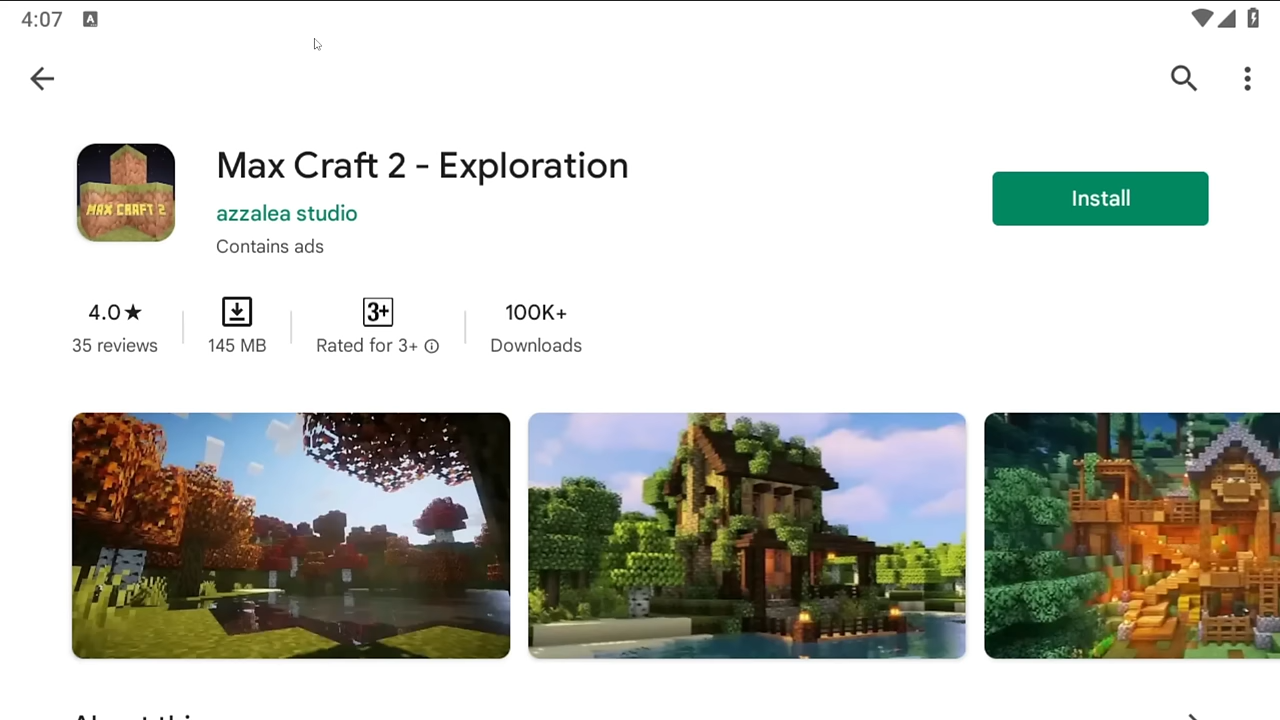 4:07
A
Max Craft 2 - Exploration
MAX CRAFT 2
azzalea studio
Contains ads
Install
4.0★
35 reviews
145 MB
3+
Rated for 3+
100K+
Downloads